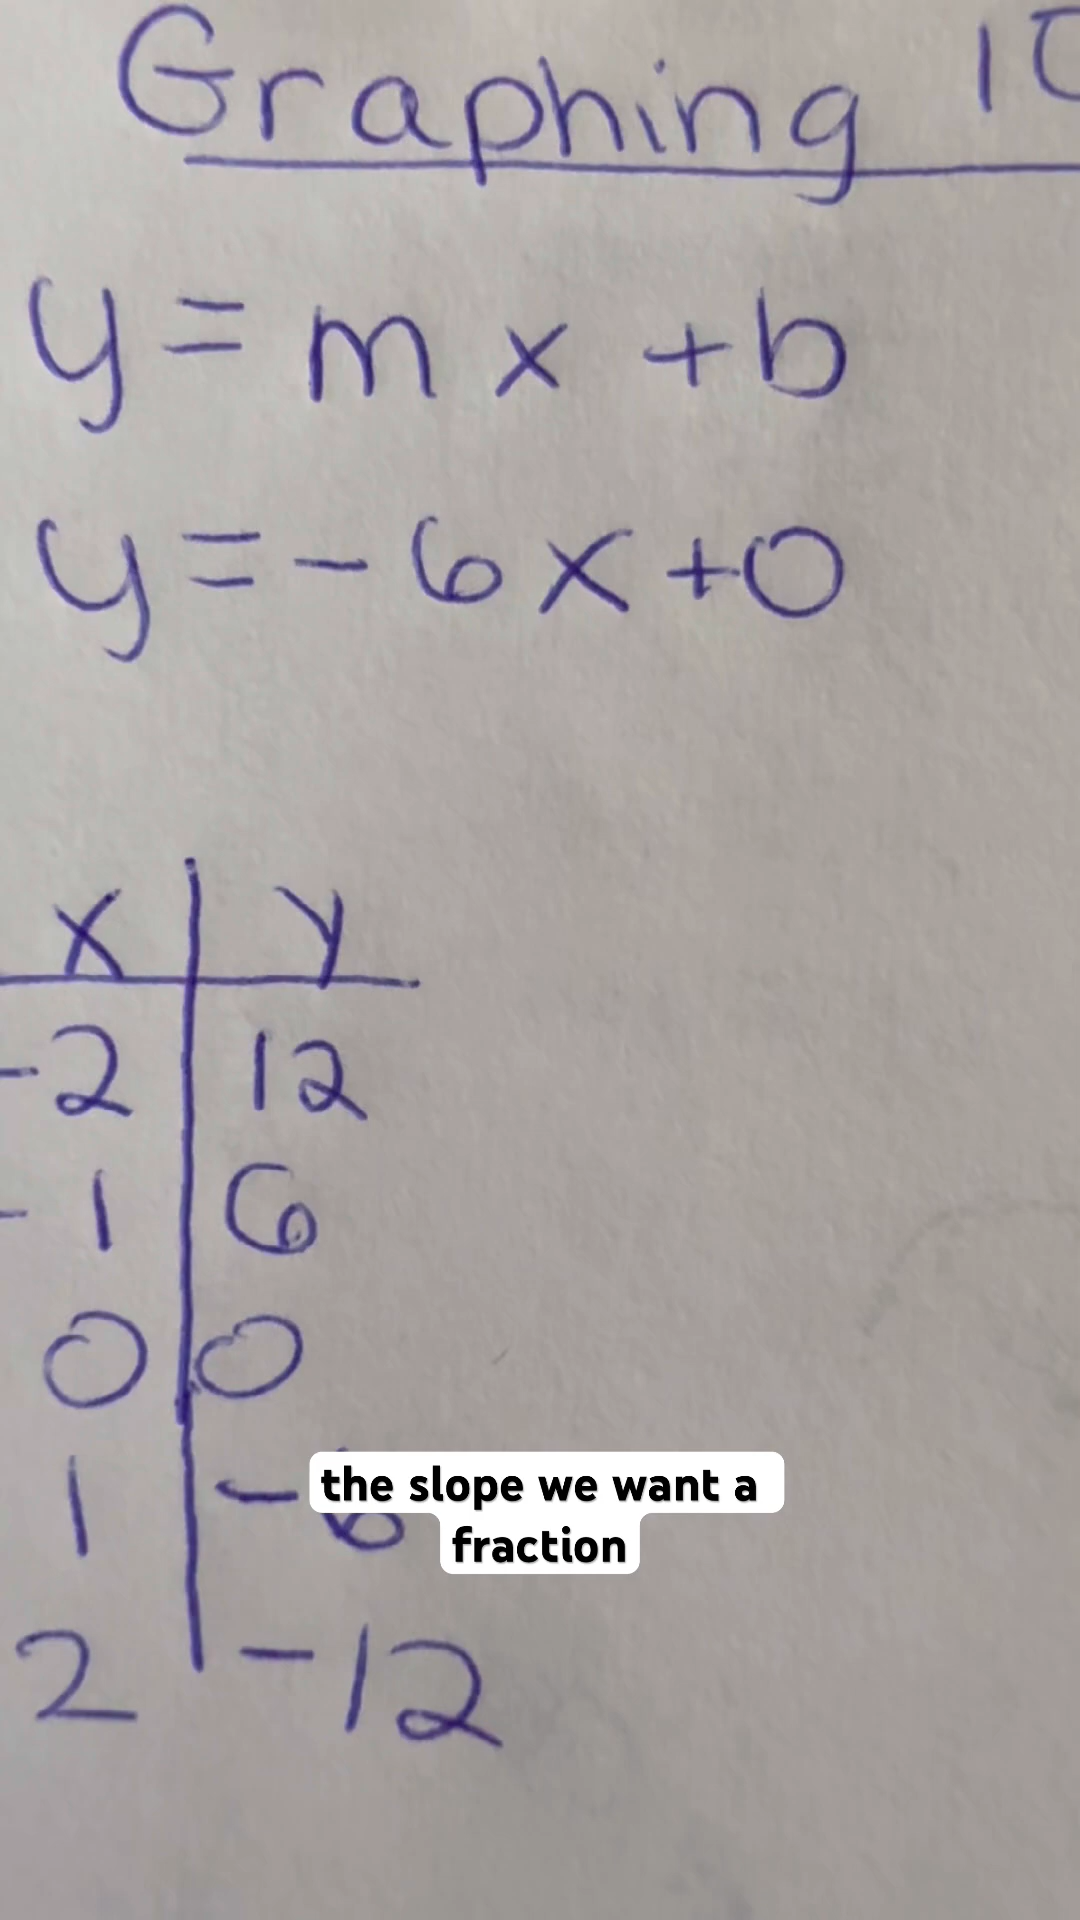 Graphing 10
y = mx + b
y = -6x + 0
x | y
-2 | 12
-1 | 6
0 | 0
1 | -6
the slope we want a
fraction
2 | -12